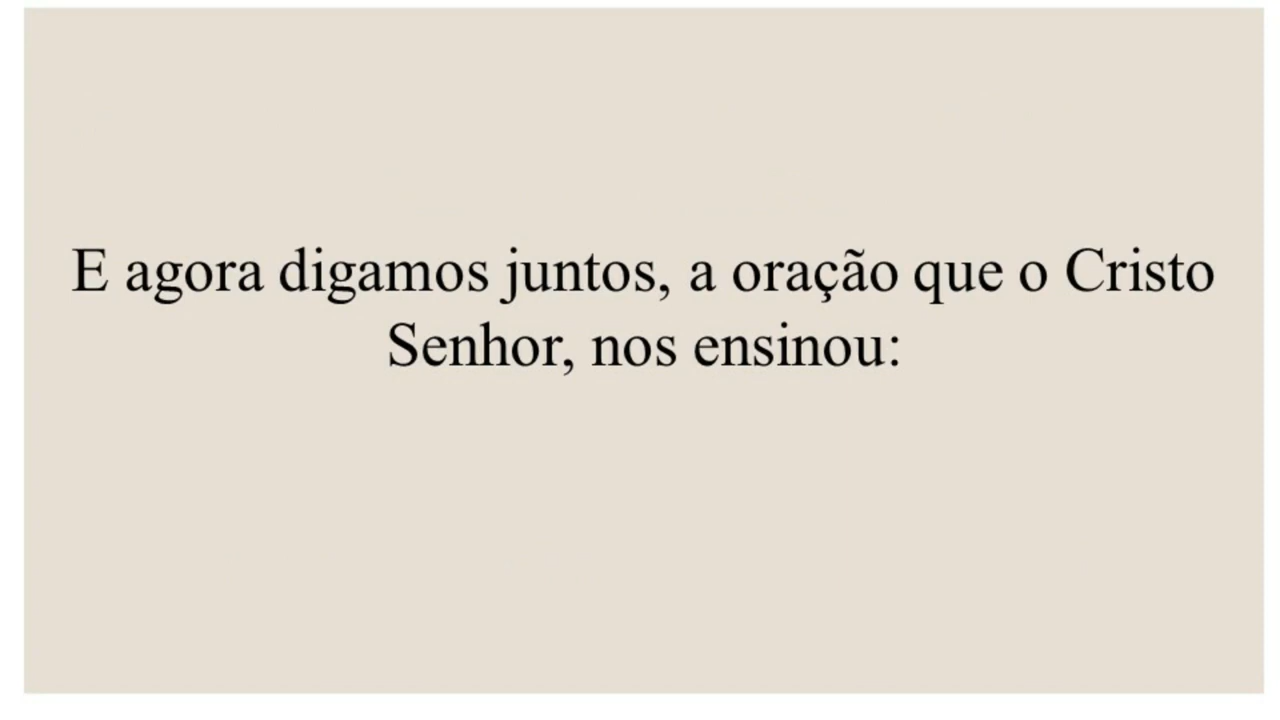 E agora digamos juntos, a oração que o Cristo
Senhor, nos ensinou: